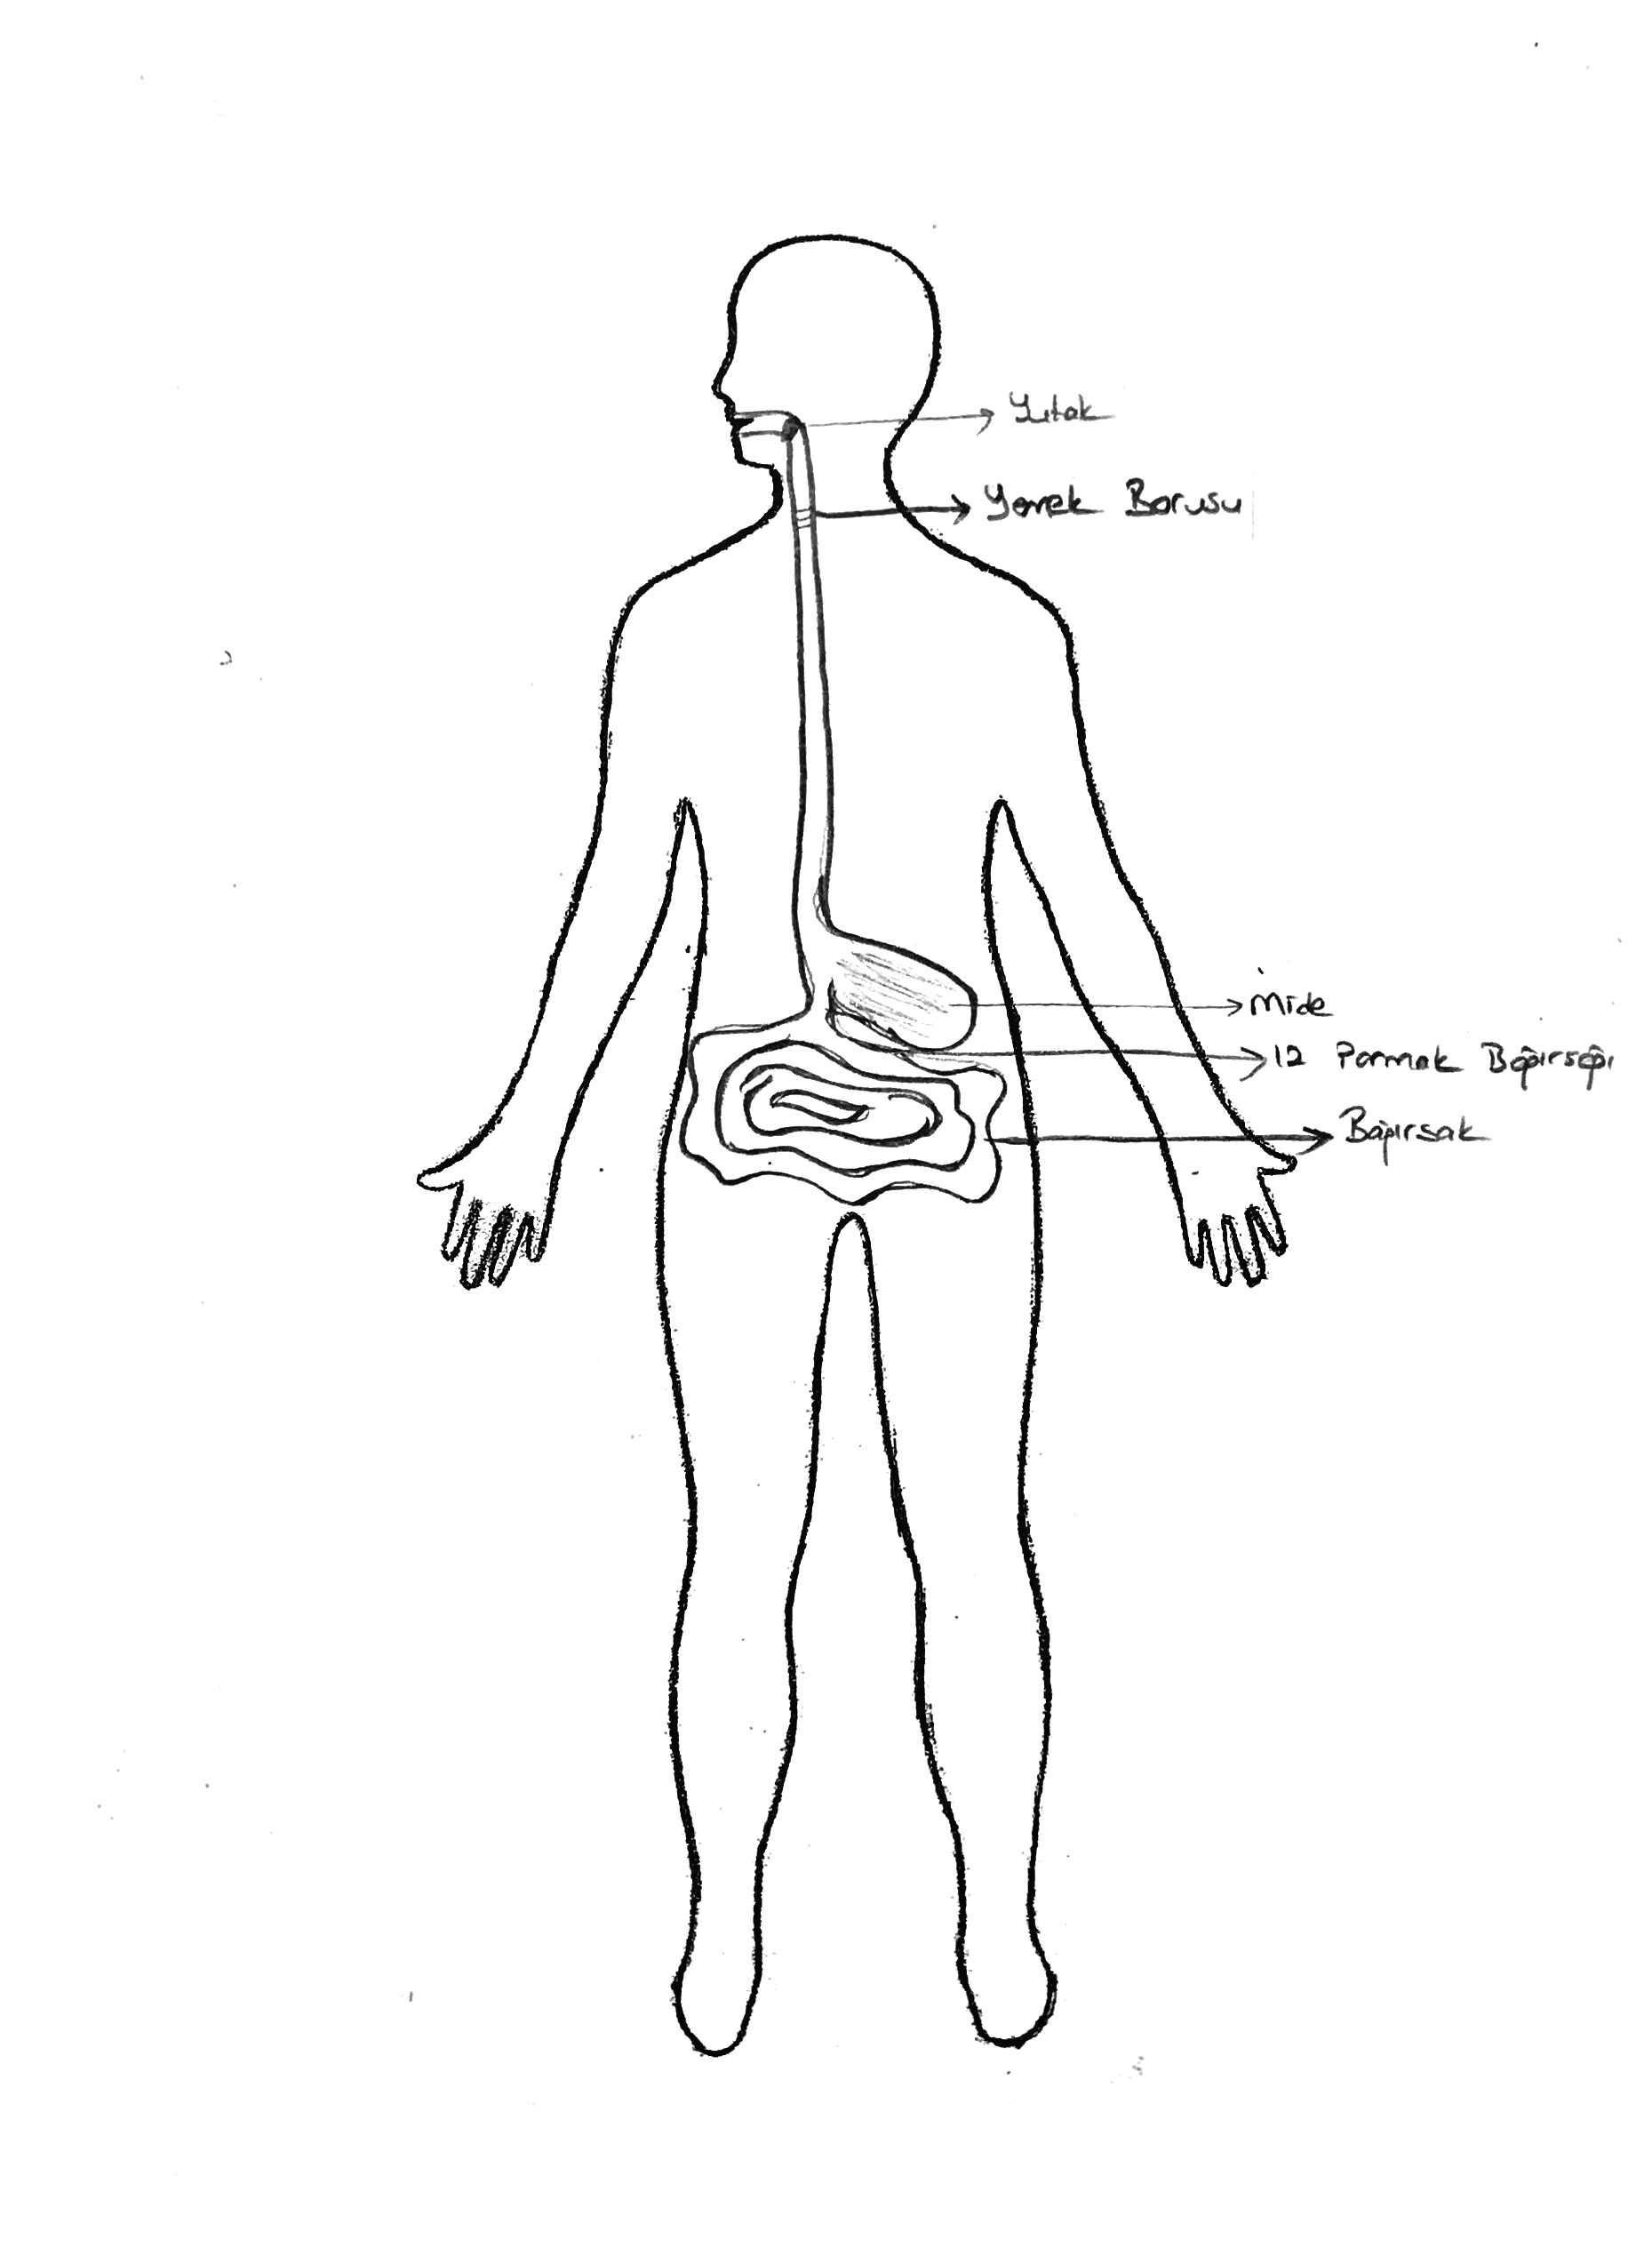 Yutak
Yemek Borusu
Mide
12 Parmak Bağırsağı
Bağırsak